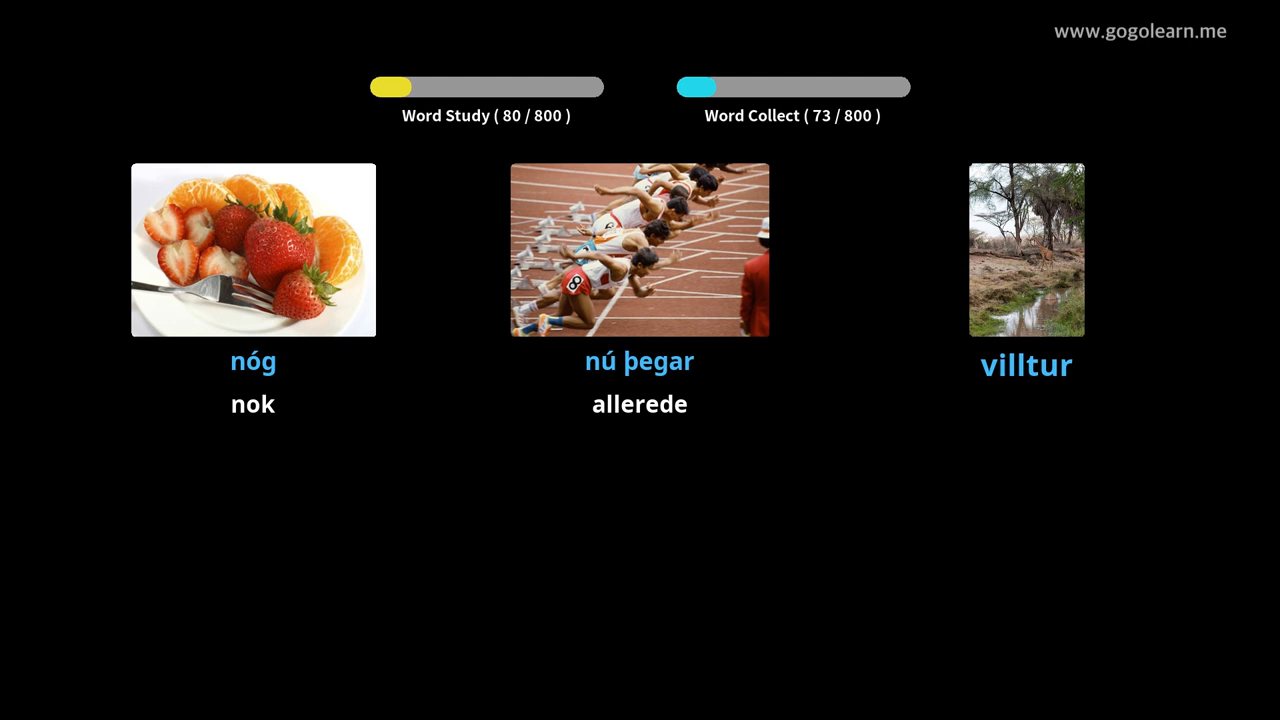 www.gogolearn.me
Word Study ( 80 / 800 )
Word Collect ( 73 / 800 )
nóg
nú þegar
villtur
nok
allerede